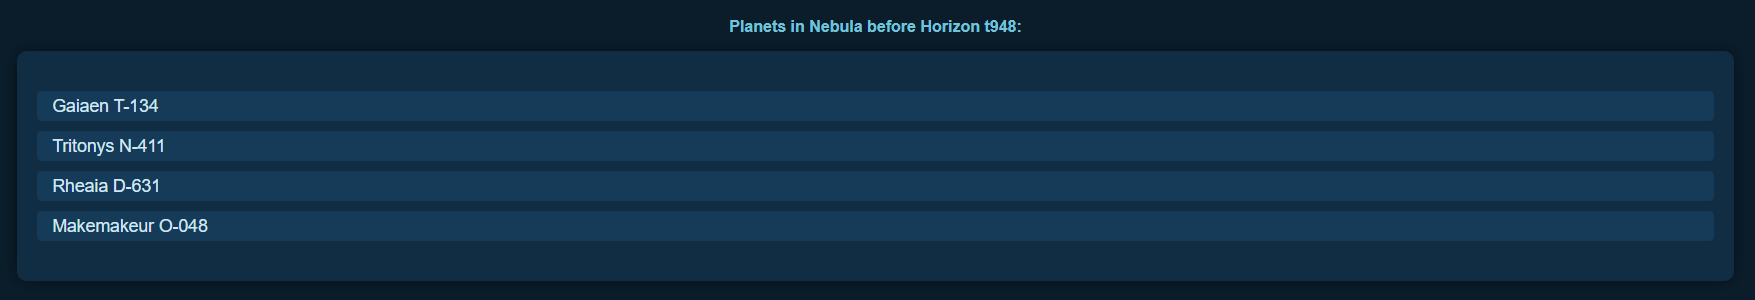 Planets in Nebula before Horizon t948:
Gaiaen T-134
Tritonys N-411
Rheaia D-631
Makemakeur O-048